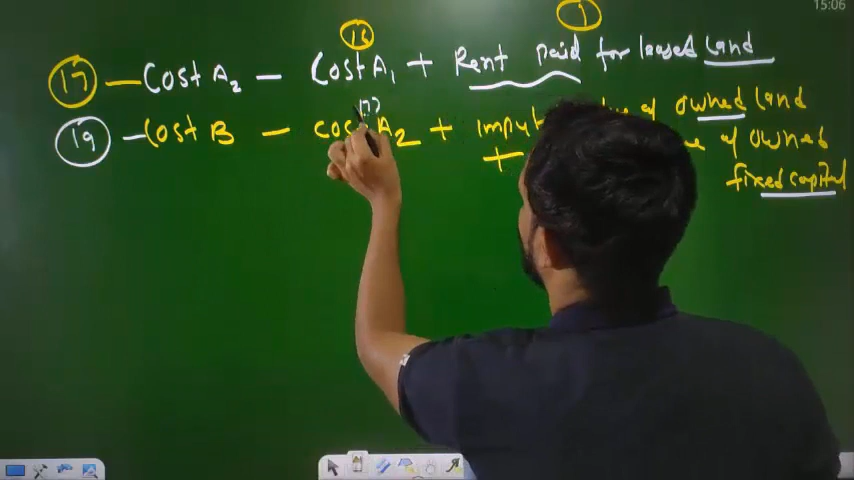 15:06
16
1
17 - Cost A2 - Cost A1 + Rent paid for leased Land
17
19 - Cost B - Cost A2 + imput of owned Land
+ of owned
fixed capital